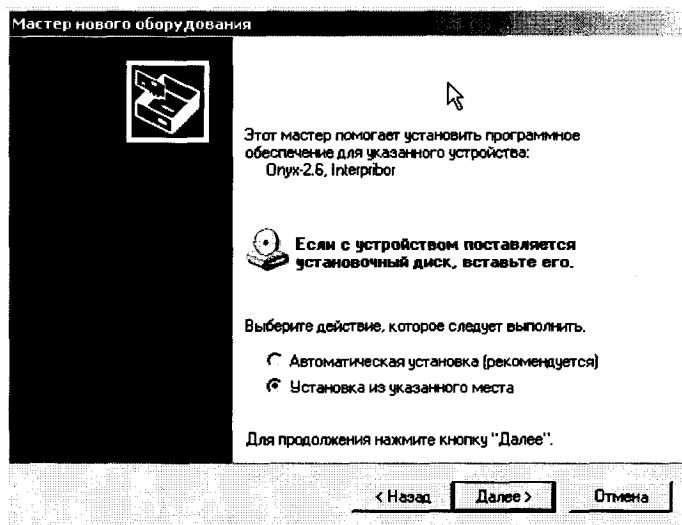 Мастер нового оборудования
Этот мастер помогает установить программное
обеспечение для указанного устройства:
Onyx-2.6, Interpribor
Если с устройством поставляется
установочный диск, вставьте его.
Выберите действие, которое следует выполнить.
Автоматическая установка (рекомендуется)
Установка из указанного места
Для продолжения нажмите кнопку "Далее".
< Назад
Далее >
Отмена